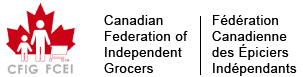 CFIG FCEI
Canadian
Federation of
Independent
Grocers
Fédération
Canadienne
des Épiciers
Indépendants